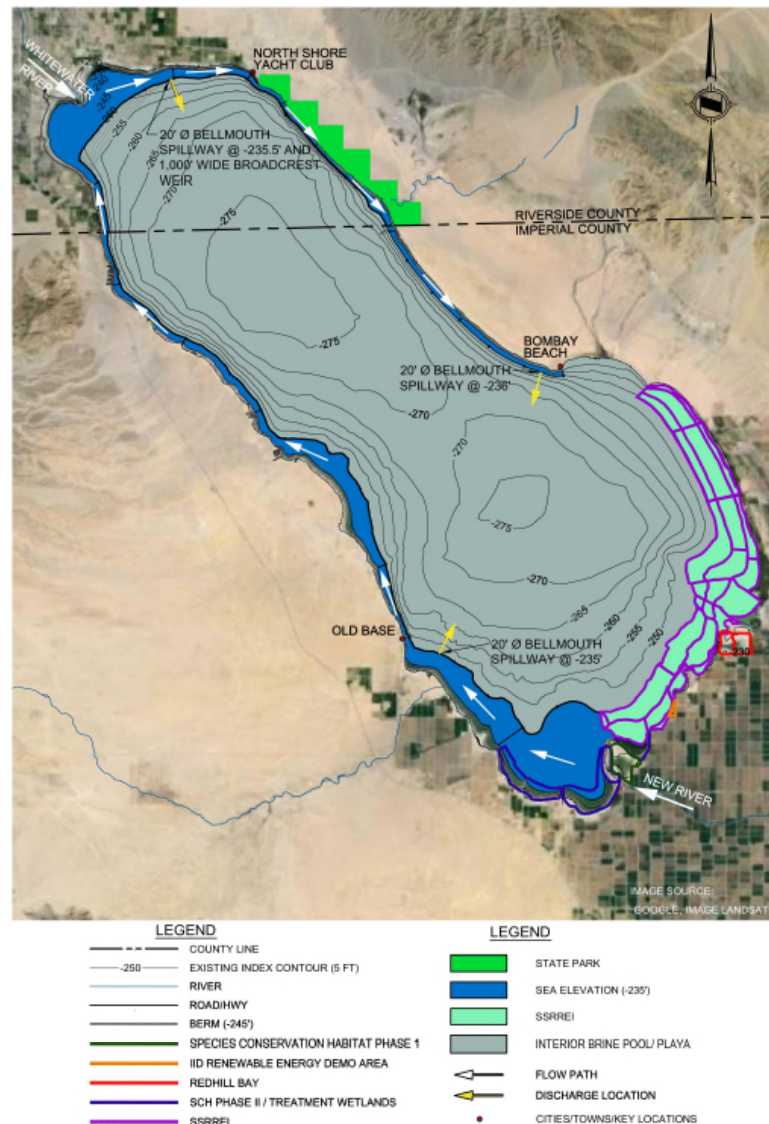 NORTH SHORE
YACHT CLUB
WHITEWATER
RIVER
-240
-245
-255
-260
-265
-270
20' Ø BELLMOUTH
SPILLWAY @ -235.5' AND
1,000' WIDE BROADCREST
WEIR
-275
RIVERSIDE COUNTY
IMPERIAL COUNTY
-275
BOMBAY
BEACH
20' Ø BELLMOUTH
SPILLWAY @ -236'
-270
-270
-275
-270
-265
-260
-255
-250
OLD BASE
20' Ø BELLMOUTH
SPILLWAY @ -235'
-230
NEW RIVER
IMAGE SOURCE:
GOOGLE, IMAGE LANDSAT
LEGEND
COUNTY LINE
-250 EXISTING INDEX CONTOUR (5 FT)
RIVER
ROAD/HWY
BERM (-245')
SPECIES CONSERVATION HABITAT PHASE 1
IID RENEWABLE ENERGY DEMO AREA
REDHILL BAY
SCH PHASE II / TREATMENT WETLANDS
SSRREI
LEGEND
STATE PARK
SEA ELEVATION (-235')
SSRREI
INTERIOR BRINE POOL/ PLAYA
FLOW PATH
DISCHARGE LOCATION
CITIES/TOWNS/KEY LOCATIONS